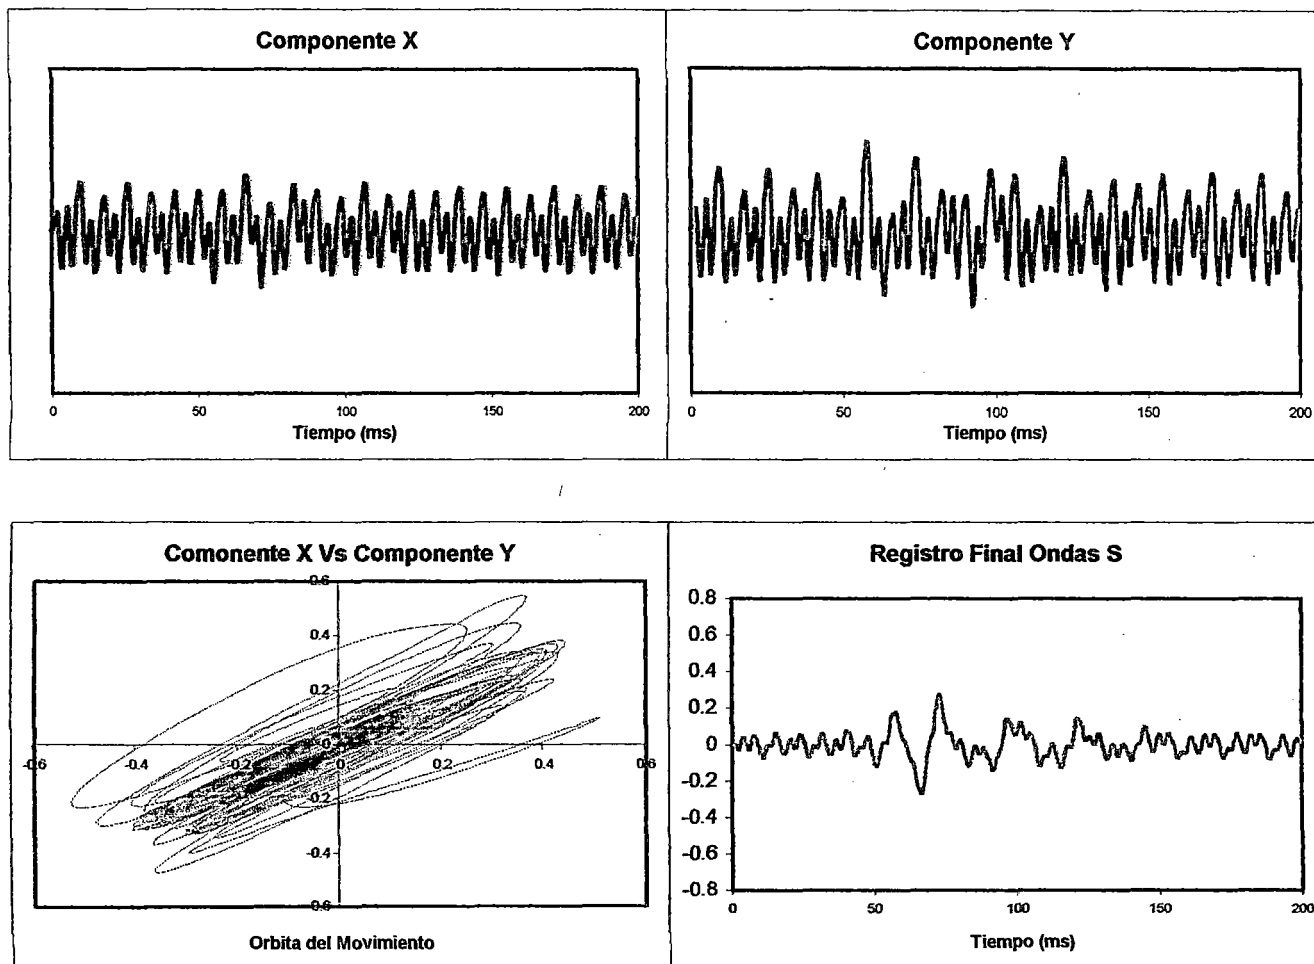 Componente X
0 50 100 150 200
Tiempo (ms)
Componente Y
0 50 100 150 200
Tiempo (ms)
Comonente X Vs Componente Y
0.6
0.4
0.2
0
-0.6 -0.4 -0.2 0.0 0.2 0.4 0.6
-0.2
-0.4
-0.6
Orbita del Movimiento
Registro Final Ondas S
0.8
0.6
0.4
0.2
0
-0.2
-0.4
-0.6
-0.8
0 50 100 150 200
Tiempo (ms)